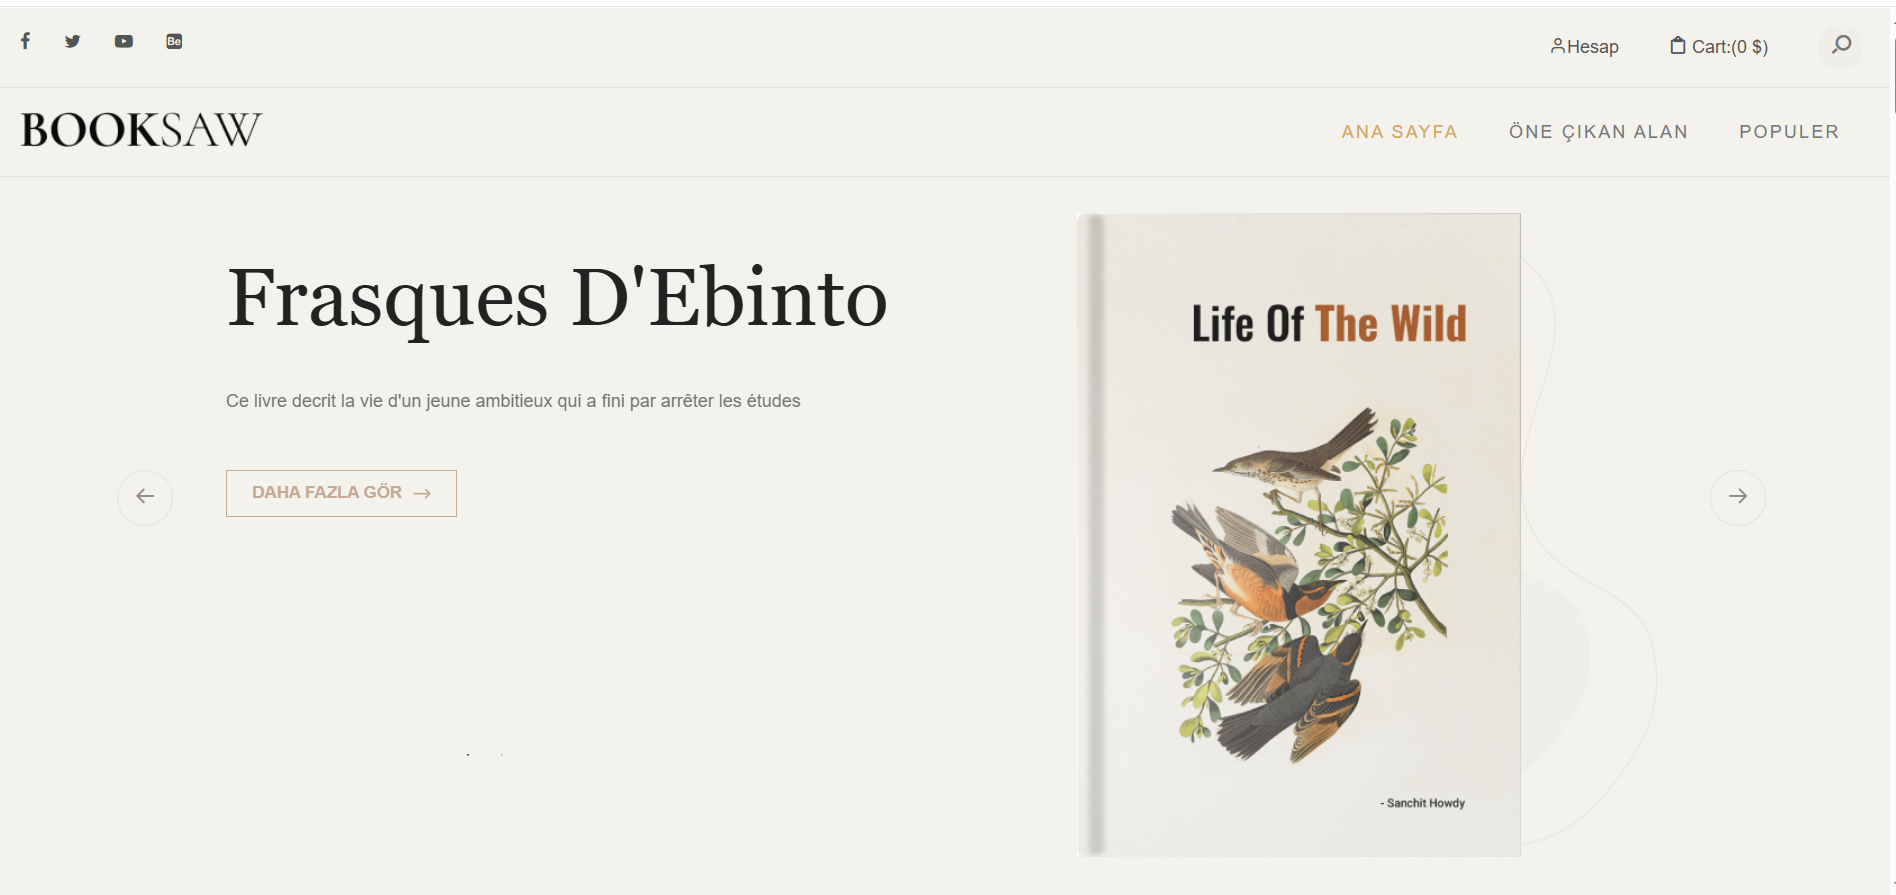 Be
Hesap
Cart:(0 $)
BOOKSAW
ANA SAYFA
ÖNE ÇIKAN ALAN
POPULER
Frasques D'Ebinto
Ce livre decrit la vie d'un jeune ambitieux qui a fini par arrêter les études
DAHA FAZLA GÖR
Life Of The Wild
- Sanchit Howdy